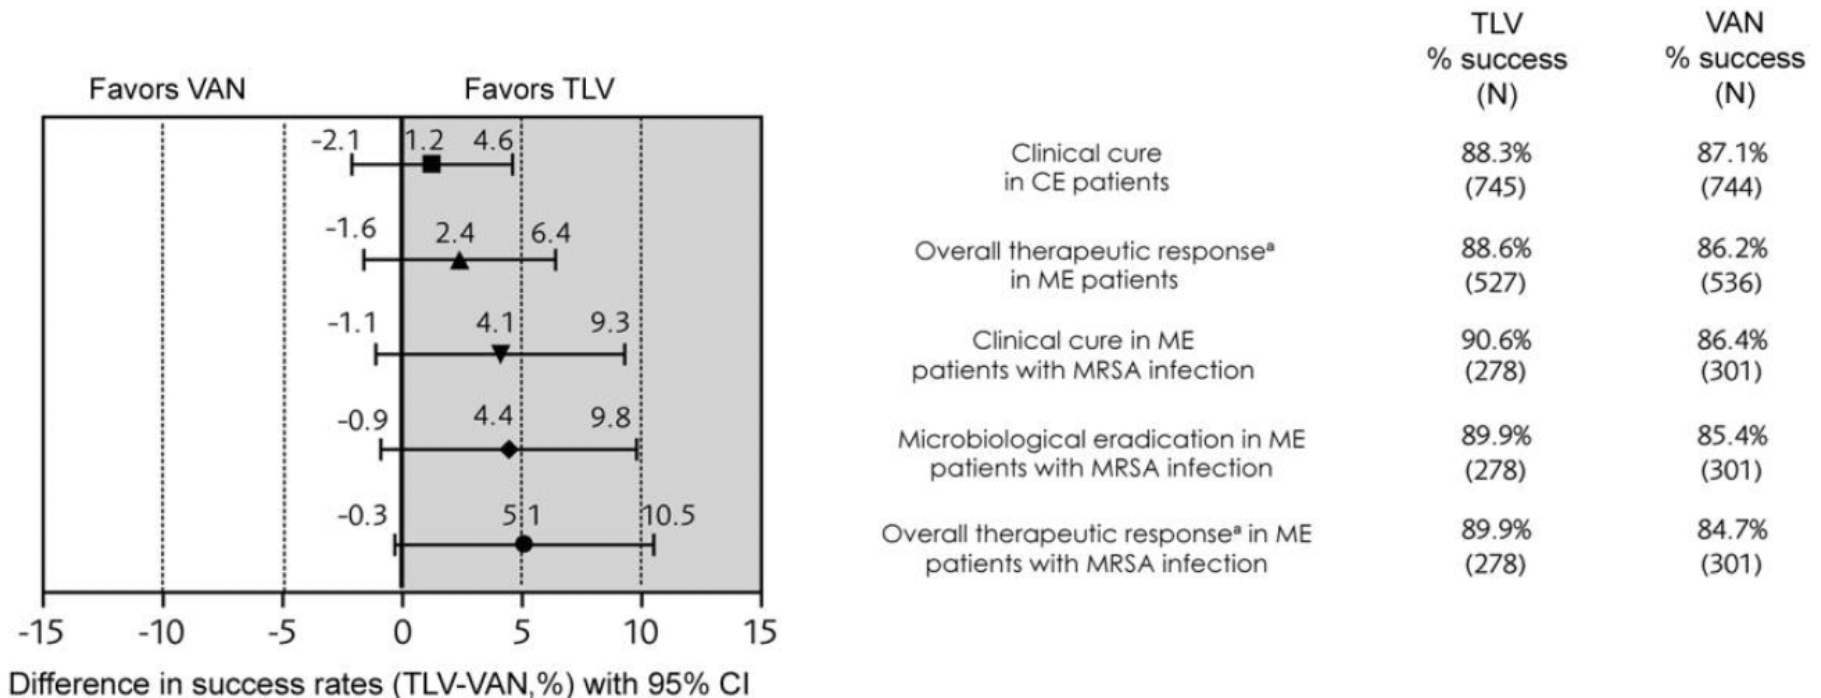 TLV VAN
% success % success
(N) (N)
Favors VAN Favors TLV
-2.1 1.2 4.6
Clinical cure
in CE patients
88.3% 87.1%
(745) (744)
-1.6 2.4 6.4
Overall therapeutic responseª
in ME patients
88.6% 86.2%
(527) (536)
-1.1 4.1 9.3
Clinical cure in ME
patients with MRSA infection
90.6% 86.4%
(278) (301)
-0.9 4.4 9.8
Microbiological eradication in ME
patients with MRSA infection
89.9% 85.4%
(278) (301)
-0.3 5.1 10.5
Overall therapeutic responseª in ME
patients with MRSA infection
89.9% 84.7%
(278) (301)
-15 -10 -5 0 5 10 15
Difference in success rates (TLV-VAN,%) with 95% CI